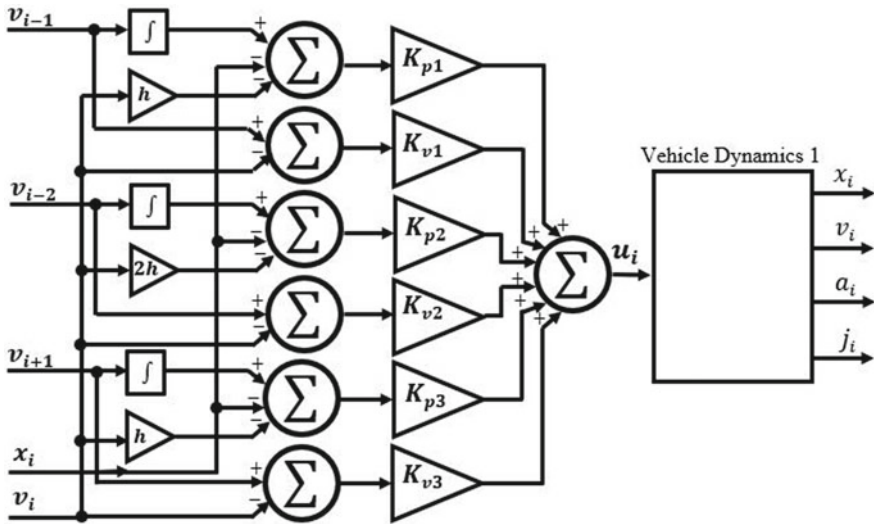 v_{i-1}
∫
+
−
−
∑
K_{p1}
h
+
−
∑
K_{v1}
Vehicle Dynamics 1
v_{i-2}
∫
+
−
−
∑
K_{p2}
2h
+
−
∑
K_{v2}
+
+
+
+
+
+
∑
u_i
x_i
v_i
a_i
j_i
v_{i+1}
∫
+
−
−
∑
K_{p3}
h
x_i
+
−
∑
K_{v3}
v_i